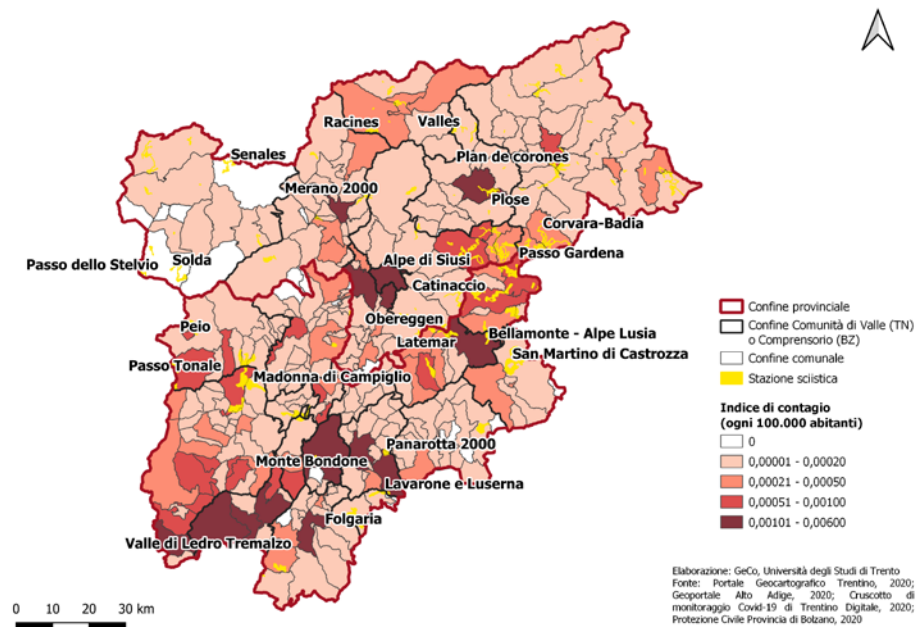 Racines
Valles
Senales
Plan de corones
Merano 2000
Plose
Corvara-Badia
Passo dello Stelvio
Solda
Alpe di Siusi
Passo Gardena
Catinaccio
Peio
Obereggen
Latemar
Bellamonte - Alpe Lusia
San Martino di Castrozza
Passo Tonale
Madonna di Campiglio
Panarotta 2000
Monte Bondone
Lavarone e Luserna
Folgaria
Valle di Ledro Tremalzo
Confine provinciale
Confine Comunità di Valle (TN)
o Comprensorio (BZ)
Confine comunale
Stazione sciistica
Indice di contagio
(ogni 100.000 abitanti)
0
0,00001 - 0,00020
0,00021 - 0,00050
0,00051 - 0,00100
0,00101 - 0,00600
Elaborazione: GeCo, Università degli Studi di Trento
Fonte: Portale Geocartografico Trentino, 2020;
Geoportale Alto Adige, 2020; Cruscotto di
monitoraggio Covid-19 di Trentino Digitale, 2020;
Protezione Civile Provincia di Bolzano, 2020
0 10 20 30 km